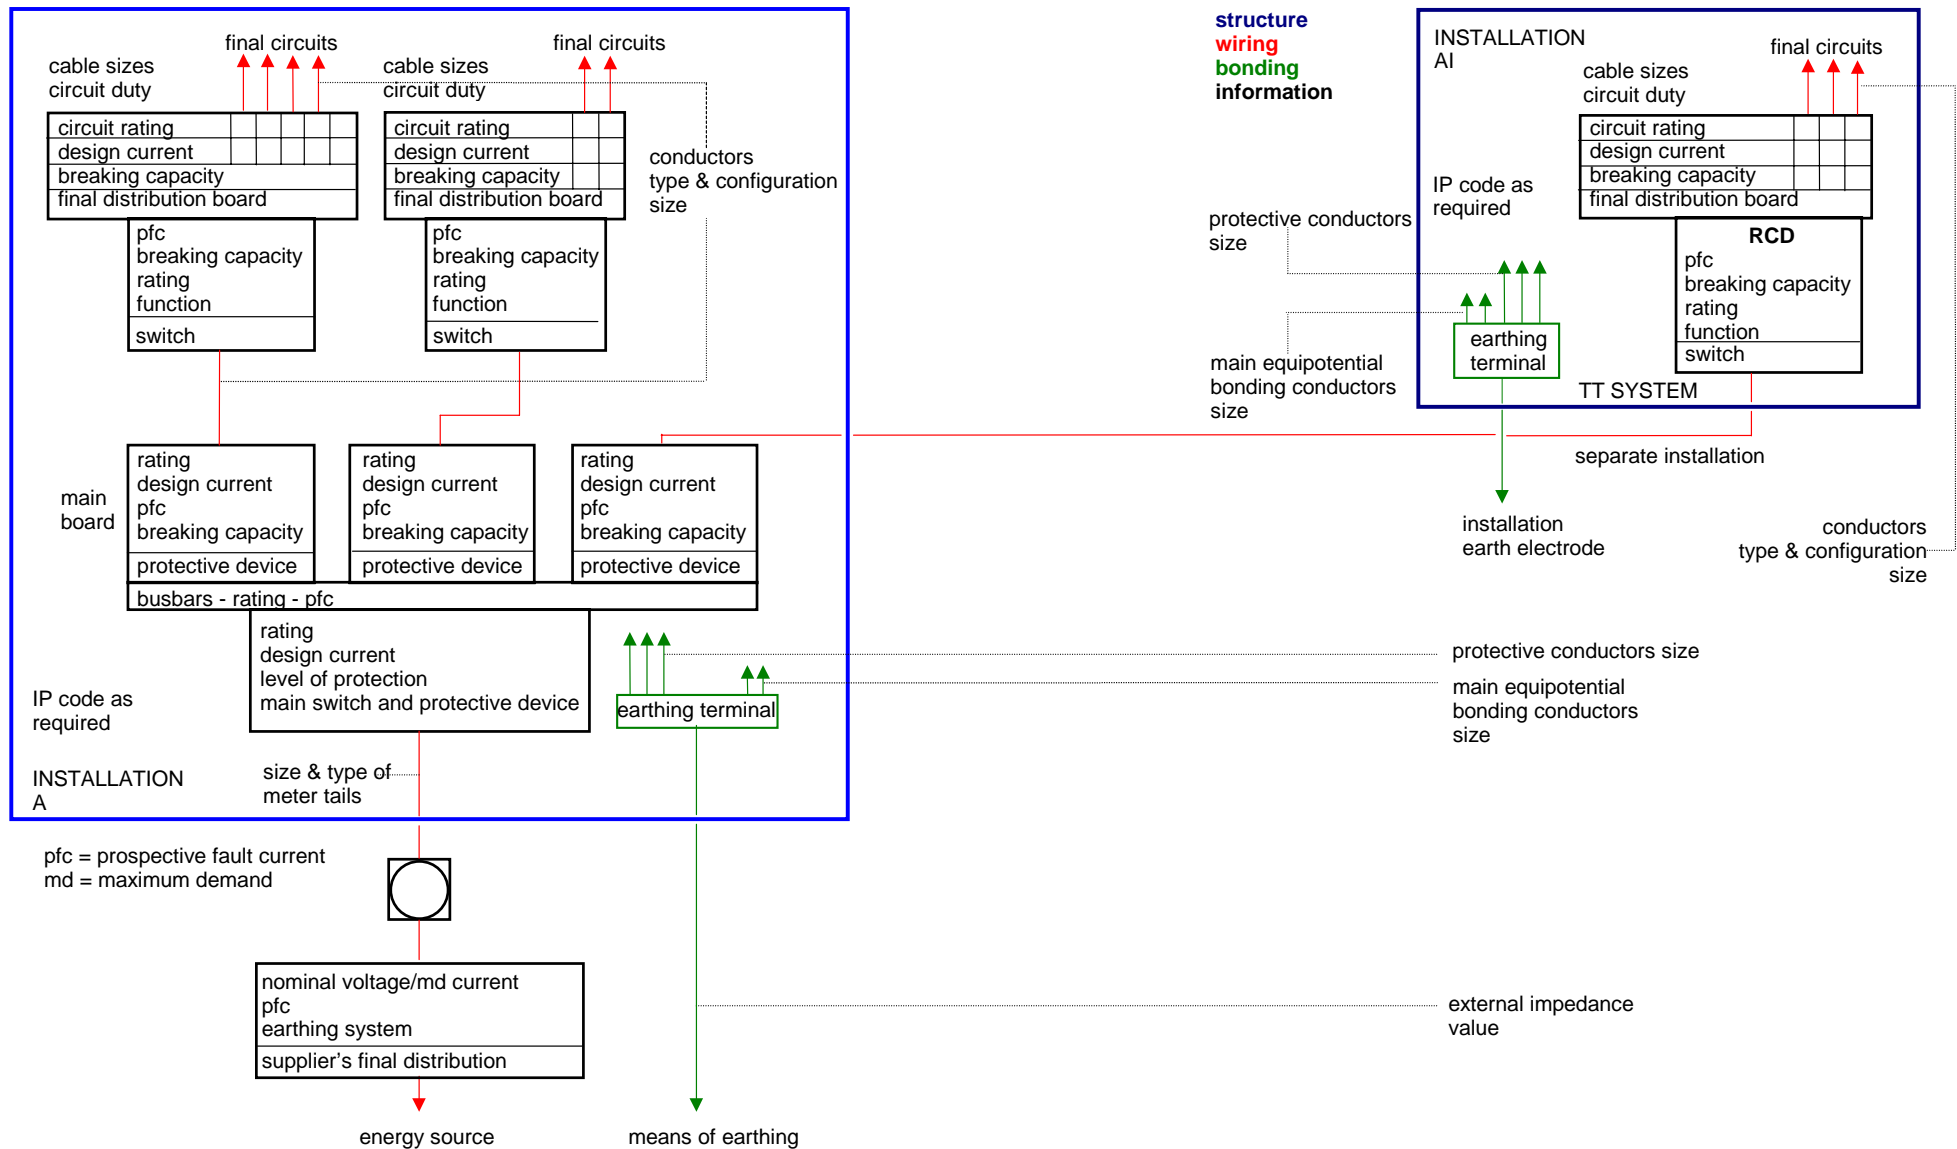 final circuits
cable sizes
circuit duty
circuit rating
design current
breaking capacity
final distribution board
pfc
breaking capacity
rating
function
switch
final circuits
cable sizes
circuit duty
circuit rating
design current
breaking capacity
final distribution board
pfc
breaking capacity
rating
function
switch
conductors
type & configuration
size
main
board
rating
design current
pfc
breaking capacity
protective device
rating
design current
pfc
breaking capacity
protective device
rating
design current
pfc
breaking capacity
protective device
busbars - rating - pfc
rating
design current
level of protection
main switch and protective device
earthing terminal
IP code as
required
INSTALLATION
A
size & type of
meter tails
pfc = prospective fault current
md = maximum demand
nominal voltage/md current
pfc
earthing system
supplier's final distribution
energy source
means of earthing
structure
wiring
bonding
information
INSTALLATION
AI
final circuits
cable sizes
circuit duty
circuit rating
design current
breaking capacity
final distribution board
IP code as
required
RCD
pfc
breaking capacity
rating
function
switch
earthing
terminal
TT SYSTEM
protective conductors
size
main equipotential
bonding conductors
size
separate installation
installation
earth electrode
conductors
type & configuration
size
protective conductors size
main equipotential
bonding conductors
size
external impedance
value